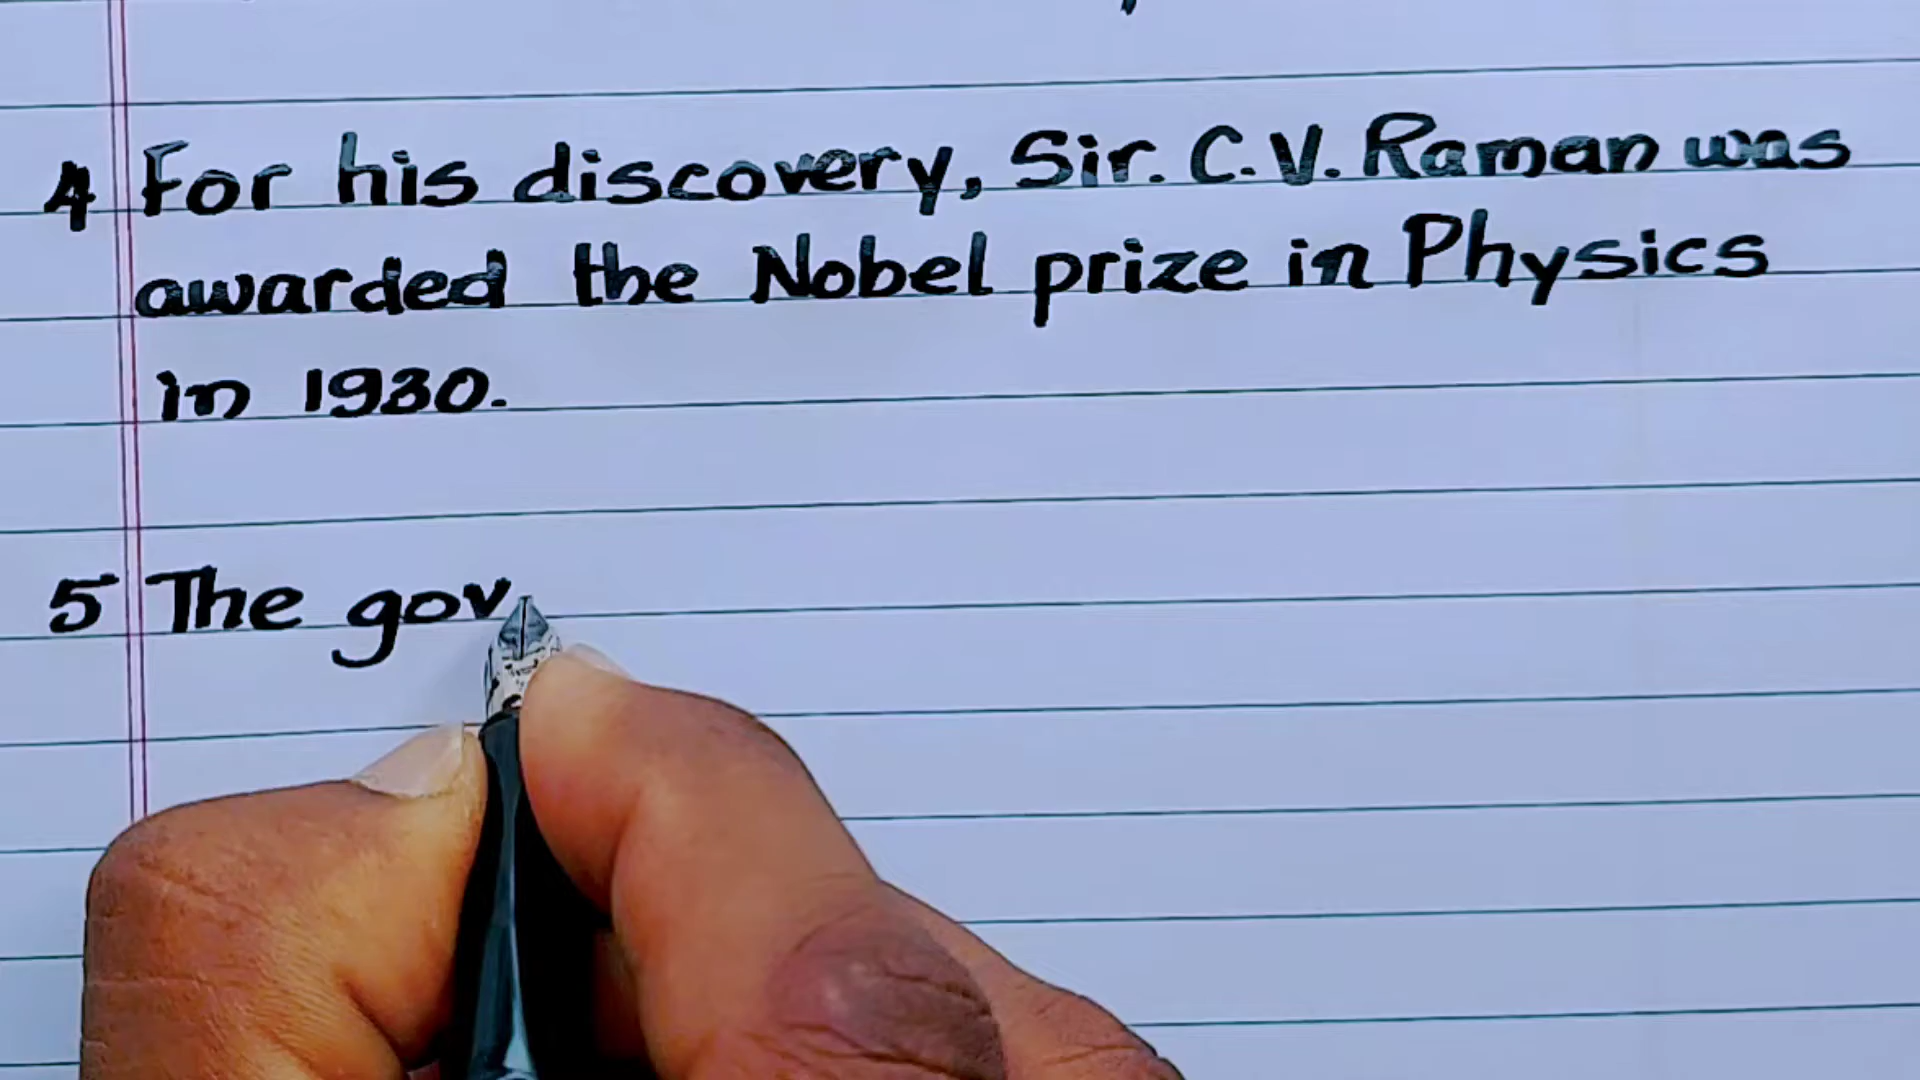 4 For his discovery, Sir. C.V. Raman was
awarded the Nobel prize in Physics
in 1930.
5 The gov